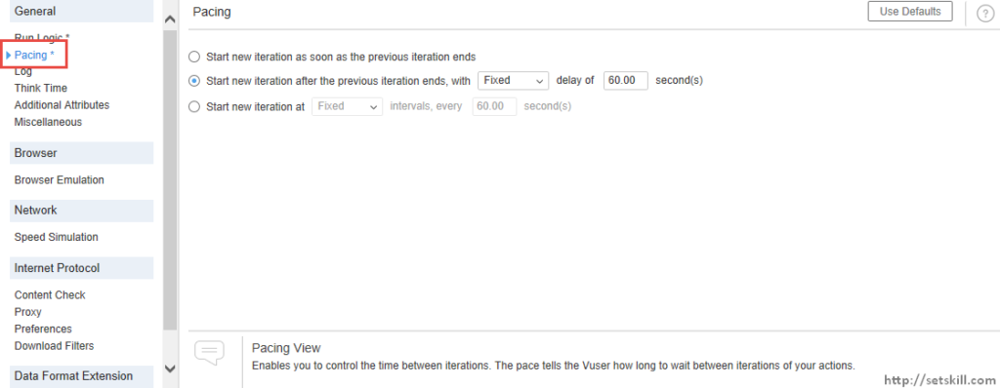 General
Run Logic *
Pacing *
Log
Think Time
Additional Attributes
Miscellaneous
Browser
Browser Emulation
Network
Speed Simulation
Internet Protocol
Content Check
Proxy
Preferences
Download Filters
Data Format Extension
Pacing
Use Defaults
?
Start new iteration as soon as the previous iteration ends
Start new iteration after the previous iteration ends, with Fixed delay of 60.00 second(s)
Start new iteration at Fixed intervals, every 60.00 second(s)
Pacing View
Enables you to control the time between iterations. The pace tells the Vuser how long to wait between iterations of your actions.
http://setskill.com